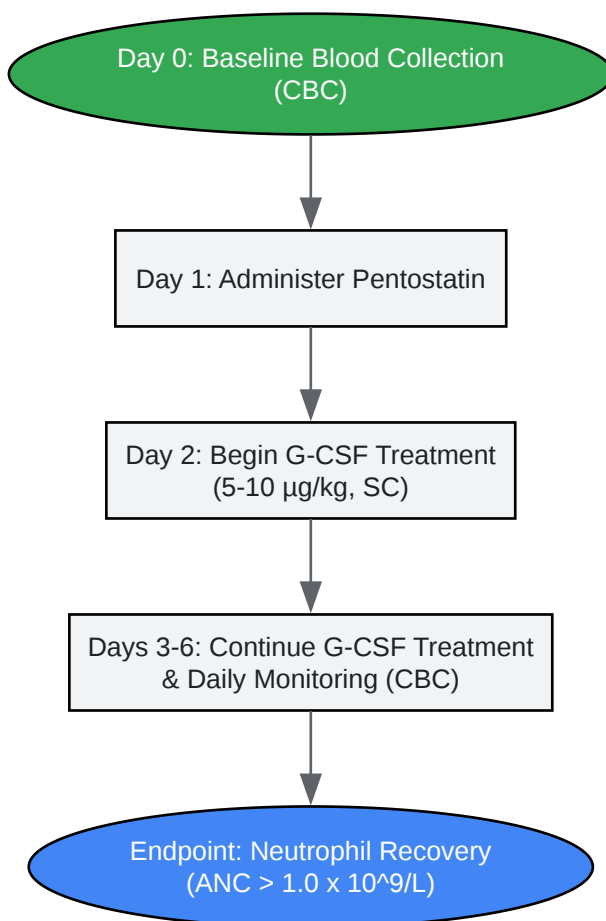 Day 0: Baseline Blood Collection
(CBC)
Day 1: Administer Pentostatin
Day 2: Begin G-CSF Treatment
(5-10 µg/kg, SC)
Days 3-6: Continue G-CSF Treatment
& Daily Monitoring (CBC)
Endpoint: Neutrophil Recovery
(ANC > 1.0 x 10^9/L)